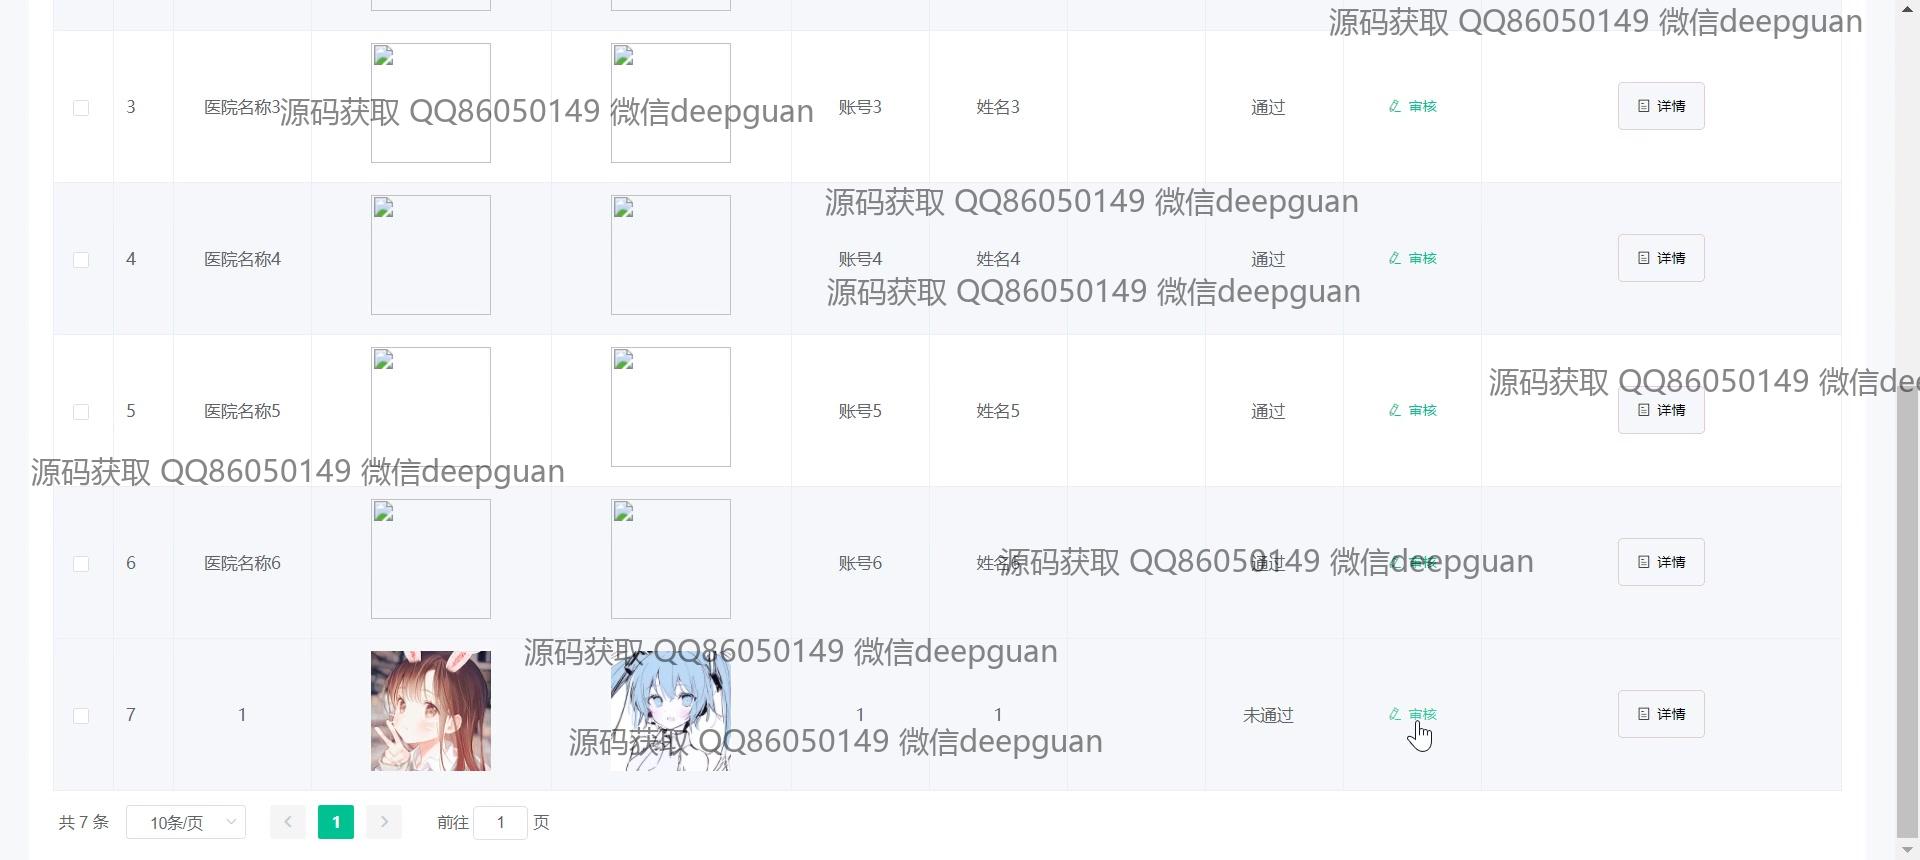 源码获取 QQ86050149 微信deepguan
3 医院名称3 账号3 姓名3 通过 审核 详情
源码获取 QQ86050149 微信deepguan
源码获取 QQ86050149 微信deepguan
4 医院名称4 账号4 姓名4 通过 审核 详情
源码获取 QQ86050149 微信deepguan
源码获取 QQ86050149 微信dee
5 医院名称5 账号5 姓名5 通过 审核 详情
源码获取 QQ86050149 微信deepguan
6 医院名称6 账号6 姓名6 通过 审核 详情
源码获取 QQ86050149 微信deepguan
源码获取 QQ86050149 微信deepguan
7 1 1 1 未通过 审核 详情
源码获取 QQ86050149 微信deepguan
共 7 条 10条/页 1 前往 1 页